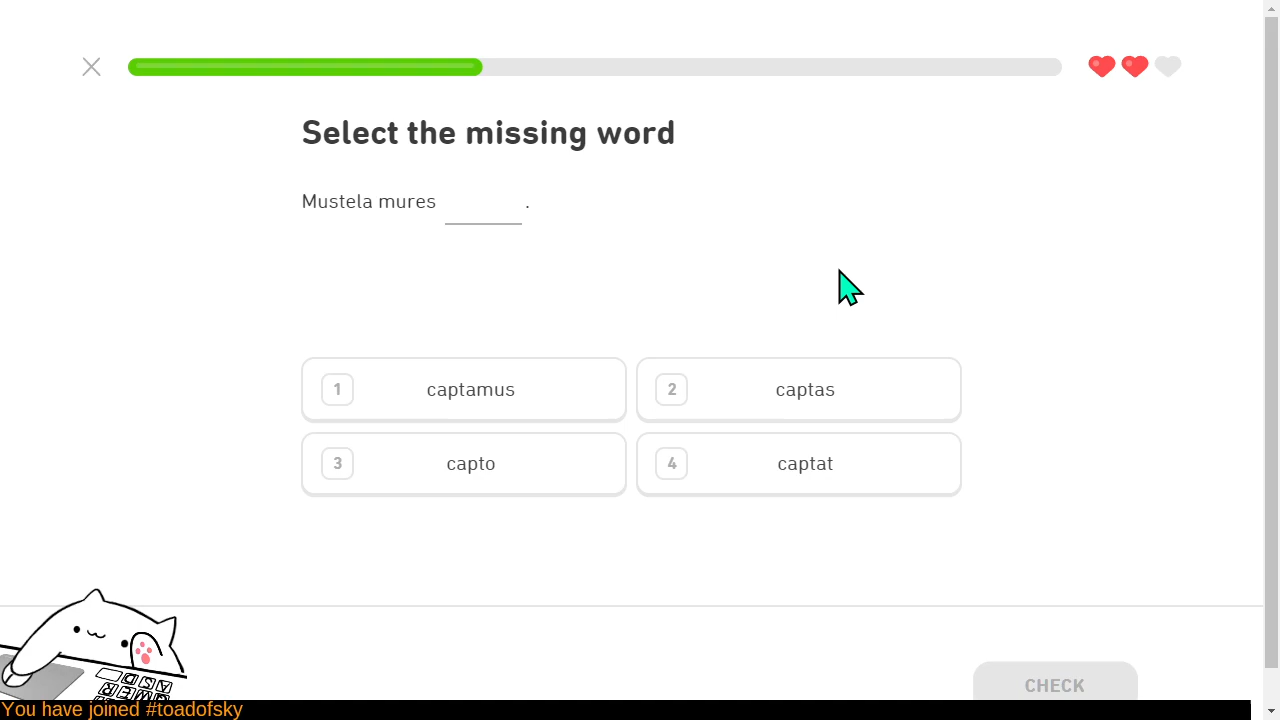 Select the missing word
Mustela mures ______.
1 captamus
2 captas
3 capto
4 captat
CHECK
You have joined #toadofsky